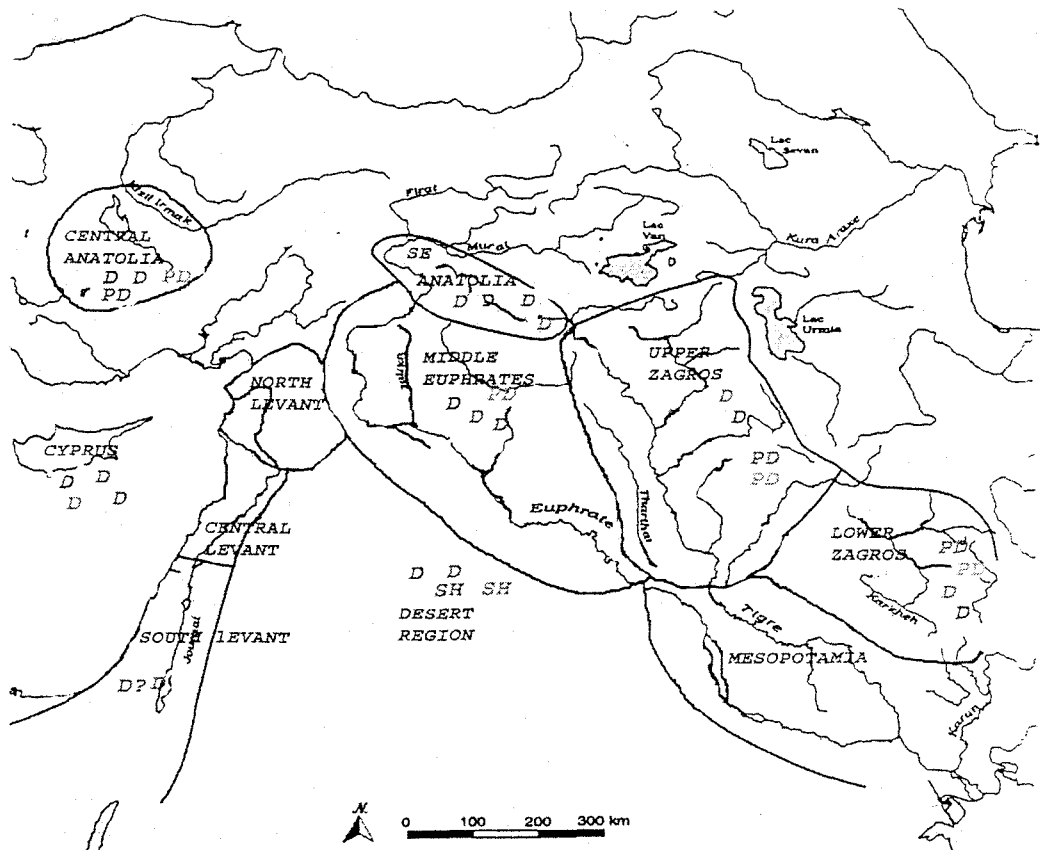 Lac
Sevan
Kizil Irmak
Firat
Kura Araxe
Lac
Van
Murat
CENTRAL
ANATOLIA
D D PD
PD
SE
ANATOLIA
D D D
D
D
Lac
Urmia
MIDDLE
EUPHRATES
PD
D
D D
UPPER
ZAGROS
D
D
PD
PD
NORTH
LEVANT
CYPRUS
D D
D D
Euphrate
Tharthar
CENTRAL
LEVANT
LOWER
ZAGROS
PD
PD
D
D
Karkheh
D D
SH SH
DESERT
REGION
Tigre
SOUTH lEVANT
MESOPOTAMIA
D? D
Karun
N
0 100 200 300 km